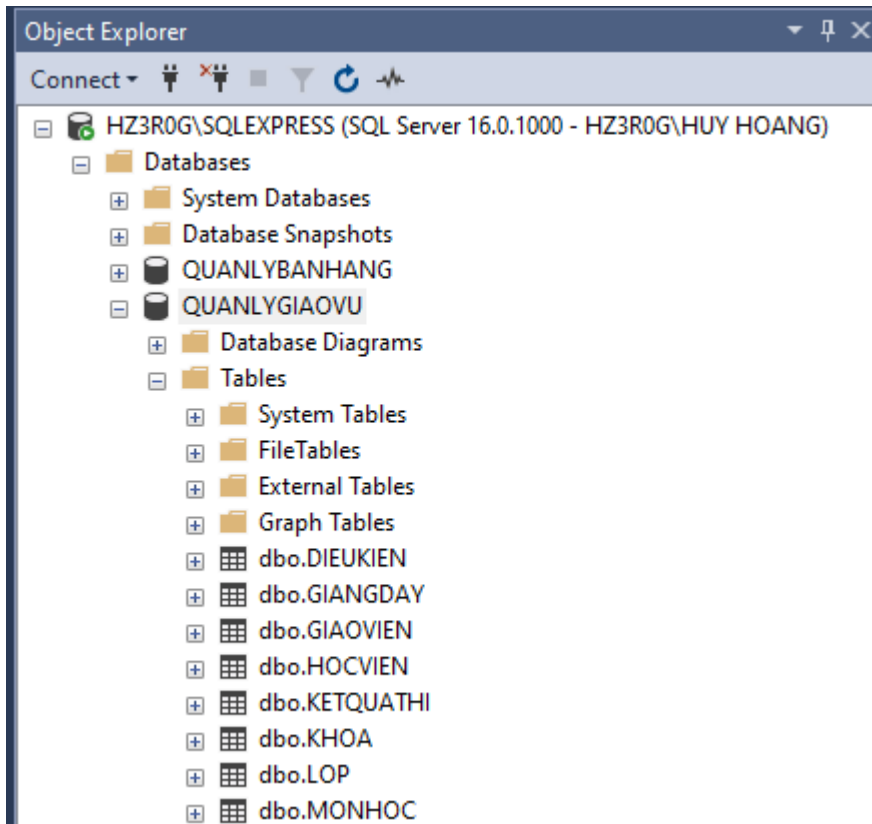 Object Explorer
Connect
HZ3R0G\SQLEXPRESS (SQL Server 16.0.1000 - HZ3R0G\HUY HOANG)
Databases
System Databases
Database Snapshots
QUANLYBANHANG
QUANLYGIAOVU
Database Diagrams
Tables
System Tables
FileTables
External Tables
Graph Tables
dbo.DIEUKIEN
dbo.GIANGDAY
dbo.GIAOVIEN
dbo.HOCVIEN
dbo.KETQUATHI
dbo.KHOA
dbo.LOP
dbo.MONHOC